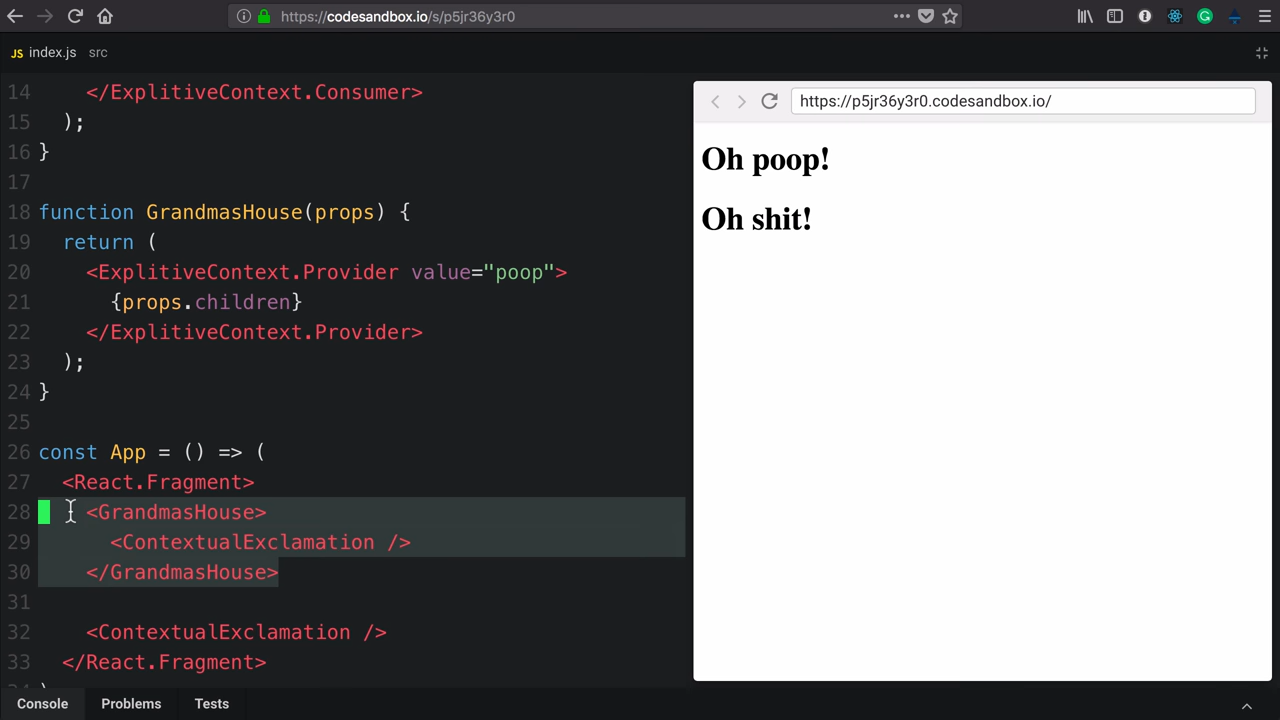 https://codesandbox.io/s/p5jr36y3r0
JS index.js src
14 </ExplitiveContext.Consumer>
15 );
16 }
17
18 function GrandmasHouse(props) {
19 return (
20 <ExplitiveContext.Provider value="poop">
21 {props.children}
22 </ExplitiveContext.Provider>
23 );
24 }
25
26 const App = () => (
27 <React.Fragment>
28 <GrandmasHouse>
29 <ContextualExclamation />
30 </GrandmasHouse>
31
32 <ContextualExclamation />
33 </React.Fragment>
https://p5jr36y3r0.codesandbox.io/
Oh poop!
Oh shit!
Console Problems Tests